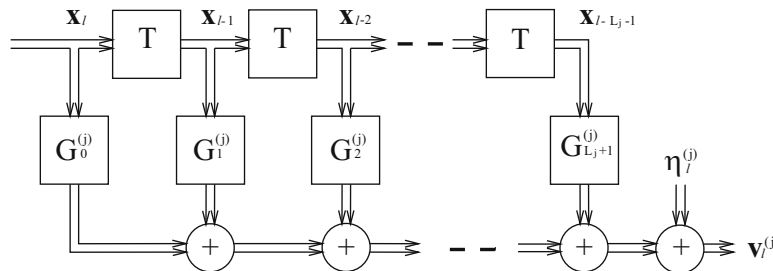 x_l x_{l-1} x_{l-2} x_{l-L_j-1}
T T T
G_0^{(j)} G_1^{(j)} G_2^{(j)} G_{L_j+1}^{(j)} η_l^{(j)}
+ + + + v_l^{(j}